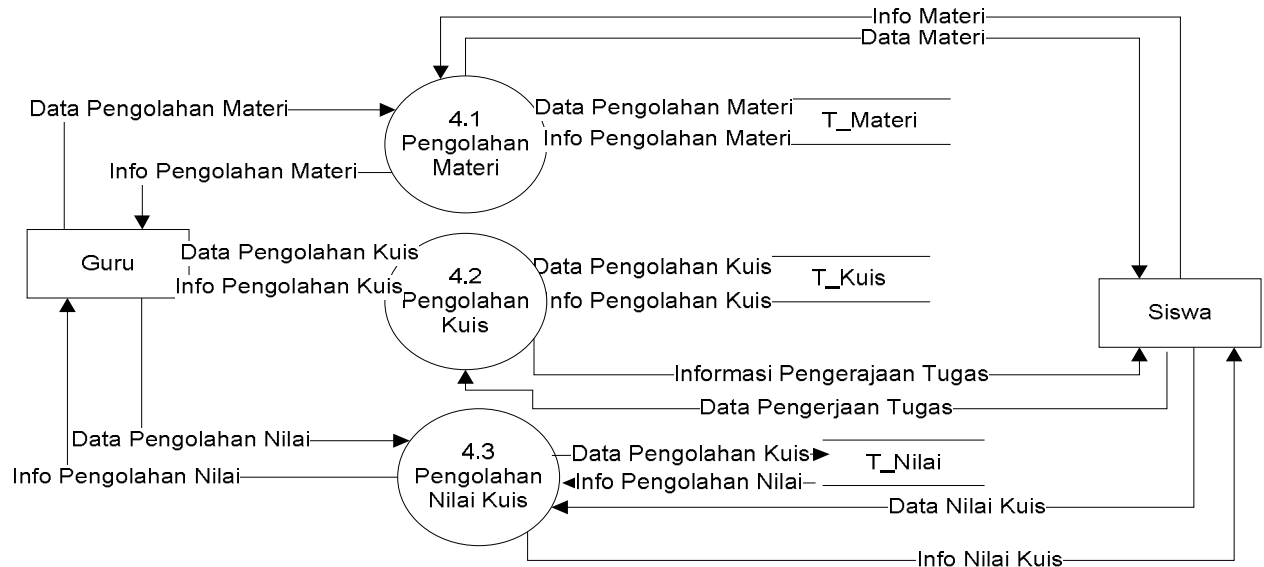 Info Materi
Data Materi
Data Pengolahan Materi
4.1
Pengolahan
Materi
Data Pengolahan Materi
Info Pengolahan Materi
T_Materi
Info Pengolahan Materi
Guru
Data Pengolahan Kuis
Info Pengolahan Kuis
4.2
Pengolahan
Kuis
Data Pengolahan Kuis
Info Pengolahan Kuis
T_Kuis
Siswa
Informasi Pengerajaan Tugas
Data Pengerjaan Tugas
Data Pengolahan Nilai
Info Pengolahan Nilai
4.3
Pengolahan
Nilai Kuis
Data Pengolahan Kuis
Info Pengolahan Nilai
T_Nilai
Data Nilai Kuis
Info Nilai Kuis